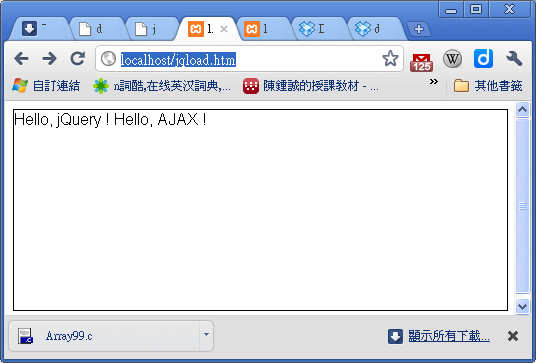 d
j
l.
l
D
d
localhost/jqload.htm
125
W
d
自訂連結
n詞酷,在线英汉词典,...
陳鍾誠的授課教材 - ...
»
其他書籤
Hello, jQuery ! Hello, AJAX !
Array99.c
顯示所有下載...